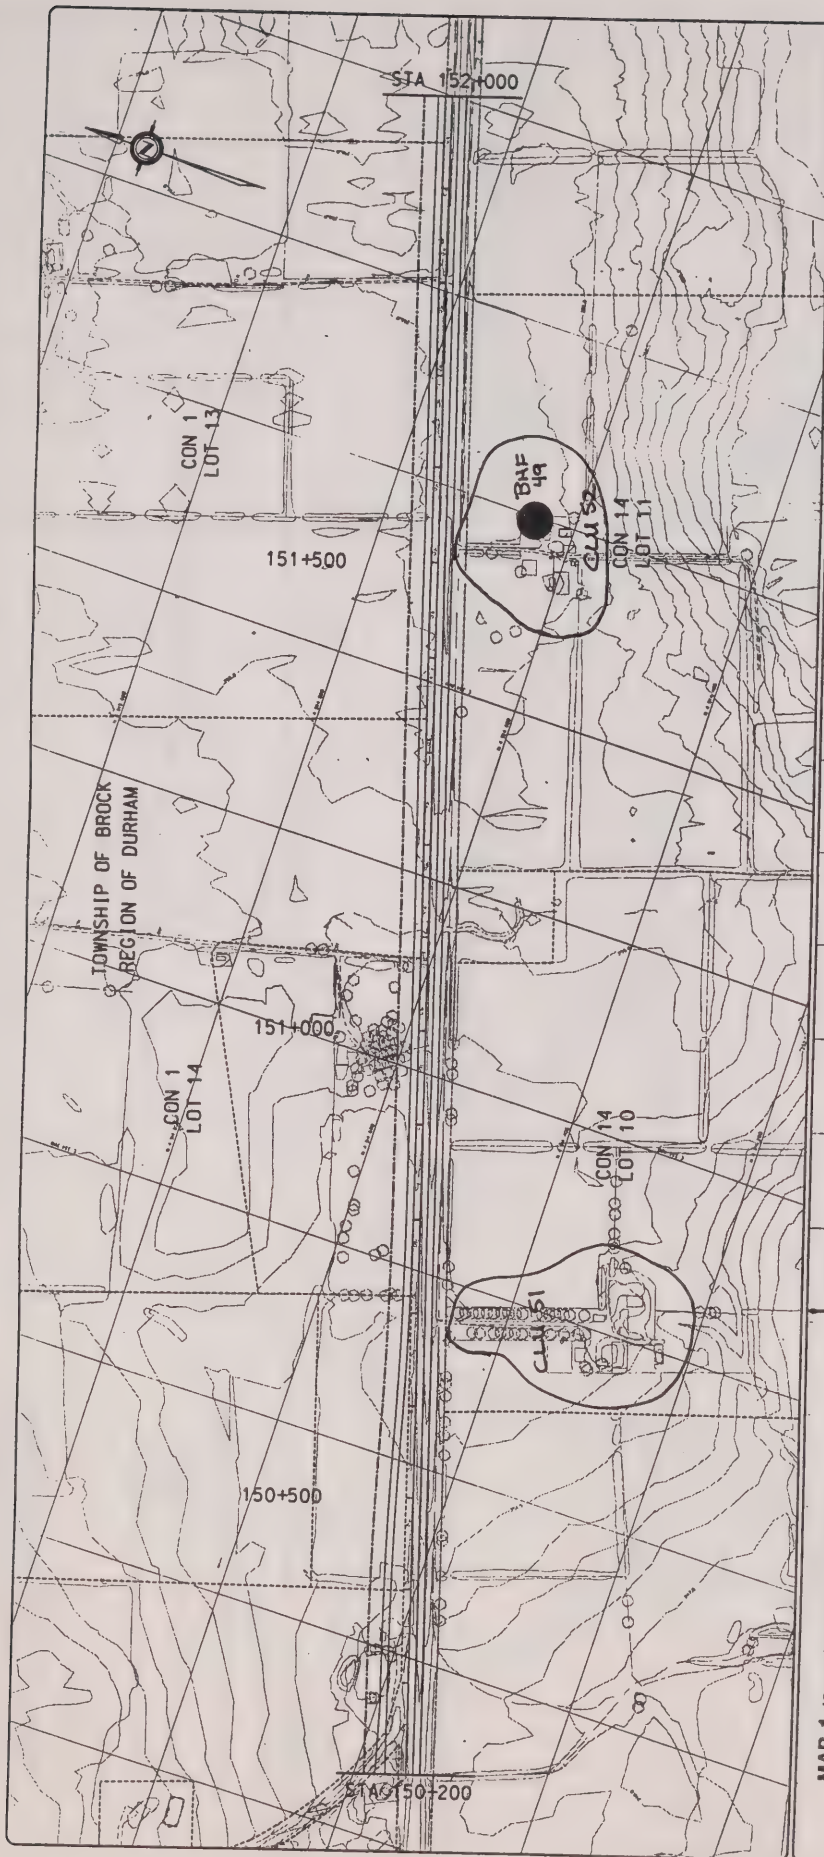 STA 152+000
CON 1
LOT 13
BHF
49
CLU 52
CON 14
LOT 11
151+500
TOWNSHIP OF BROCK
REGION OF DURHAM
151+000
CON 1
LOT 14
CON 14
LOT 10
CLU 51
150+500
STA 150+200
MAP 1